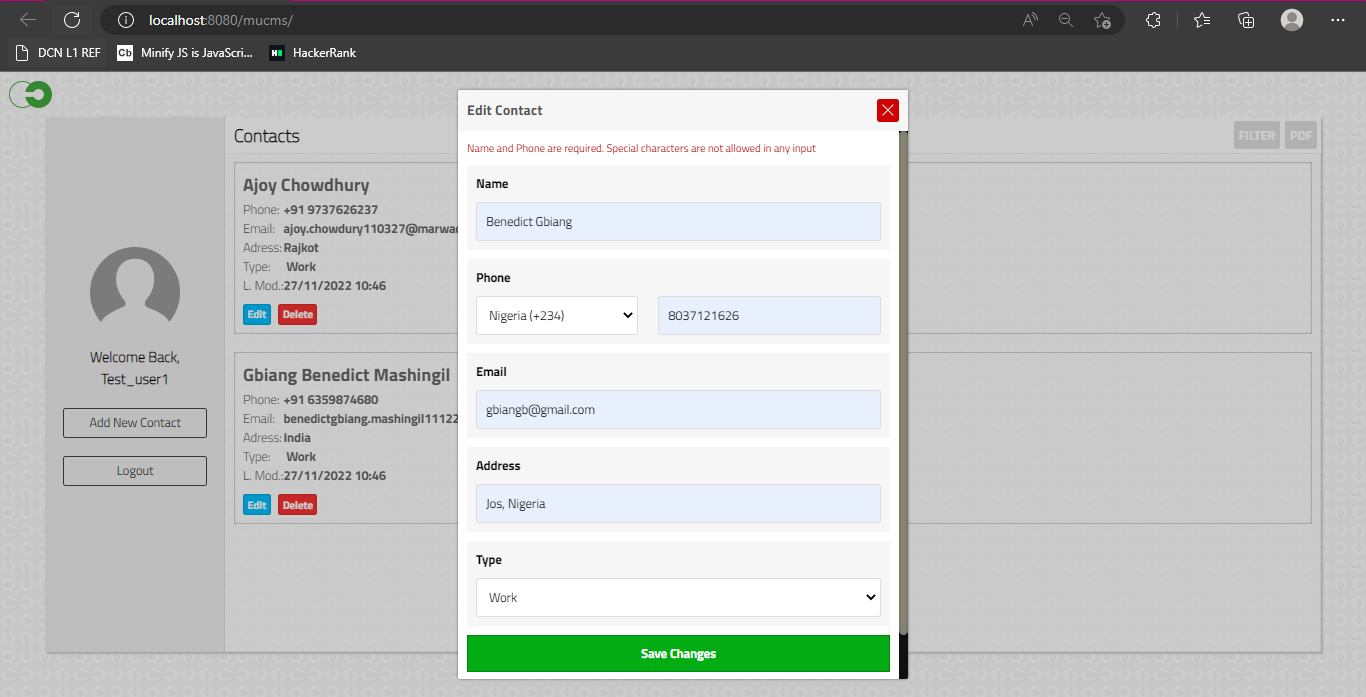 localhost:8080/mucms/
DCN L1 REF
Cb
Minify JS is JavaScri...
HackerRank
Contacts
FILTER
PDF
Welcome Back,
Test_user1
Add New Contact
Logout
Ajoy Chowdhury
Phone: +91 9737626237
Email: ajoy.chowdury110327@marwa
Adress: Rajkot
Type: Work
L. Mod.:27/11/2022 10:46
Edit
Delete
Gbiang Benedict Mashingil
Phone: +91 6359874680
Email: benedictgbiang.mashingil11122
Adress: India
Type: Work
L. Mod.:27/11/2022 10:46
Edit
Delete
Edit Contact
Name and Phone are required. Special characters are not allowed in any input
Name
Benedict Gbiang
Phone
Nigeria (+234)
8037121626
Email
gbiangb@gmail.com
Address
Jos, Nigeria
Type
Work
Save Changes